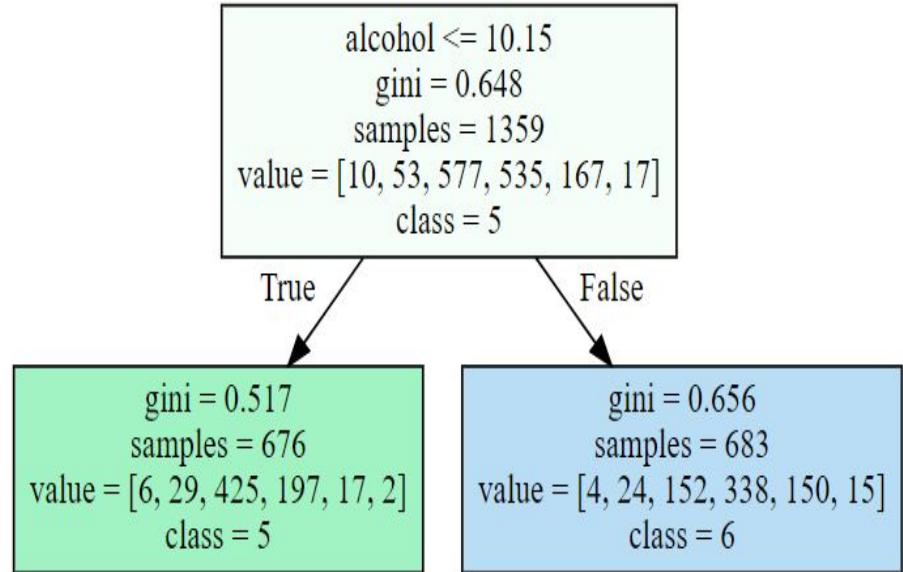 alcohol <= 10.15
gini = 0.648
samples = 1359
value = [10, 53, 577, 535, 167, 17]
class = 5
True
False
gini = 0.517
samples = 676
value = [6, 29, 425, 197, 17, 2]
class = 5
gini = 0.656
samples = 683
value = [4, 24, 152, 338, 150, 15]
class = 6